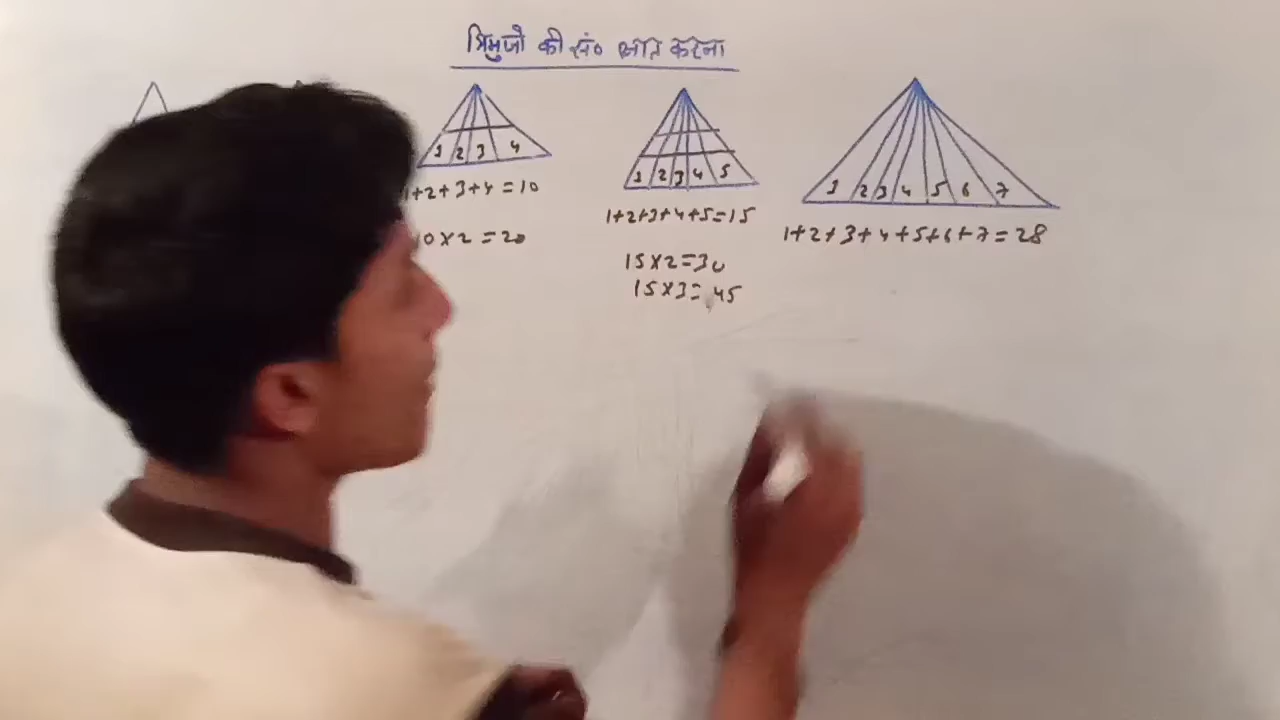 त्रिभुजों की सं० ज्ञात करना
1 2 3 4
1+2+3+4=10
10×2=20
1 2 3 4 5
1+2+3+4+5=15
15×2=30
15×3=45
1 2 3 4 5 6 7
1+2+3+4+5+6+7=28